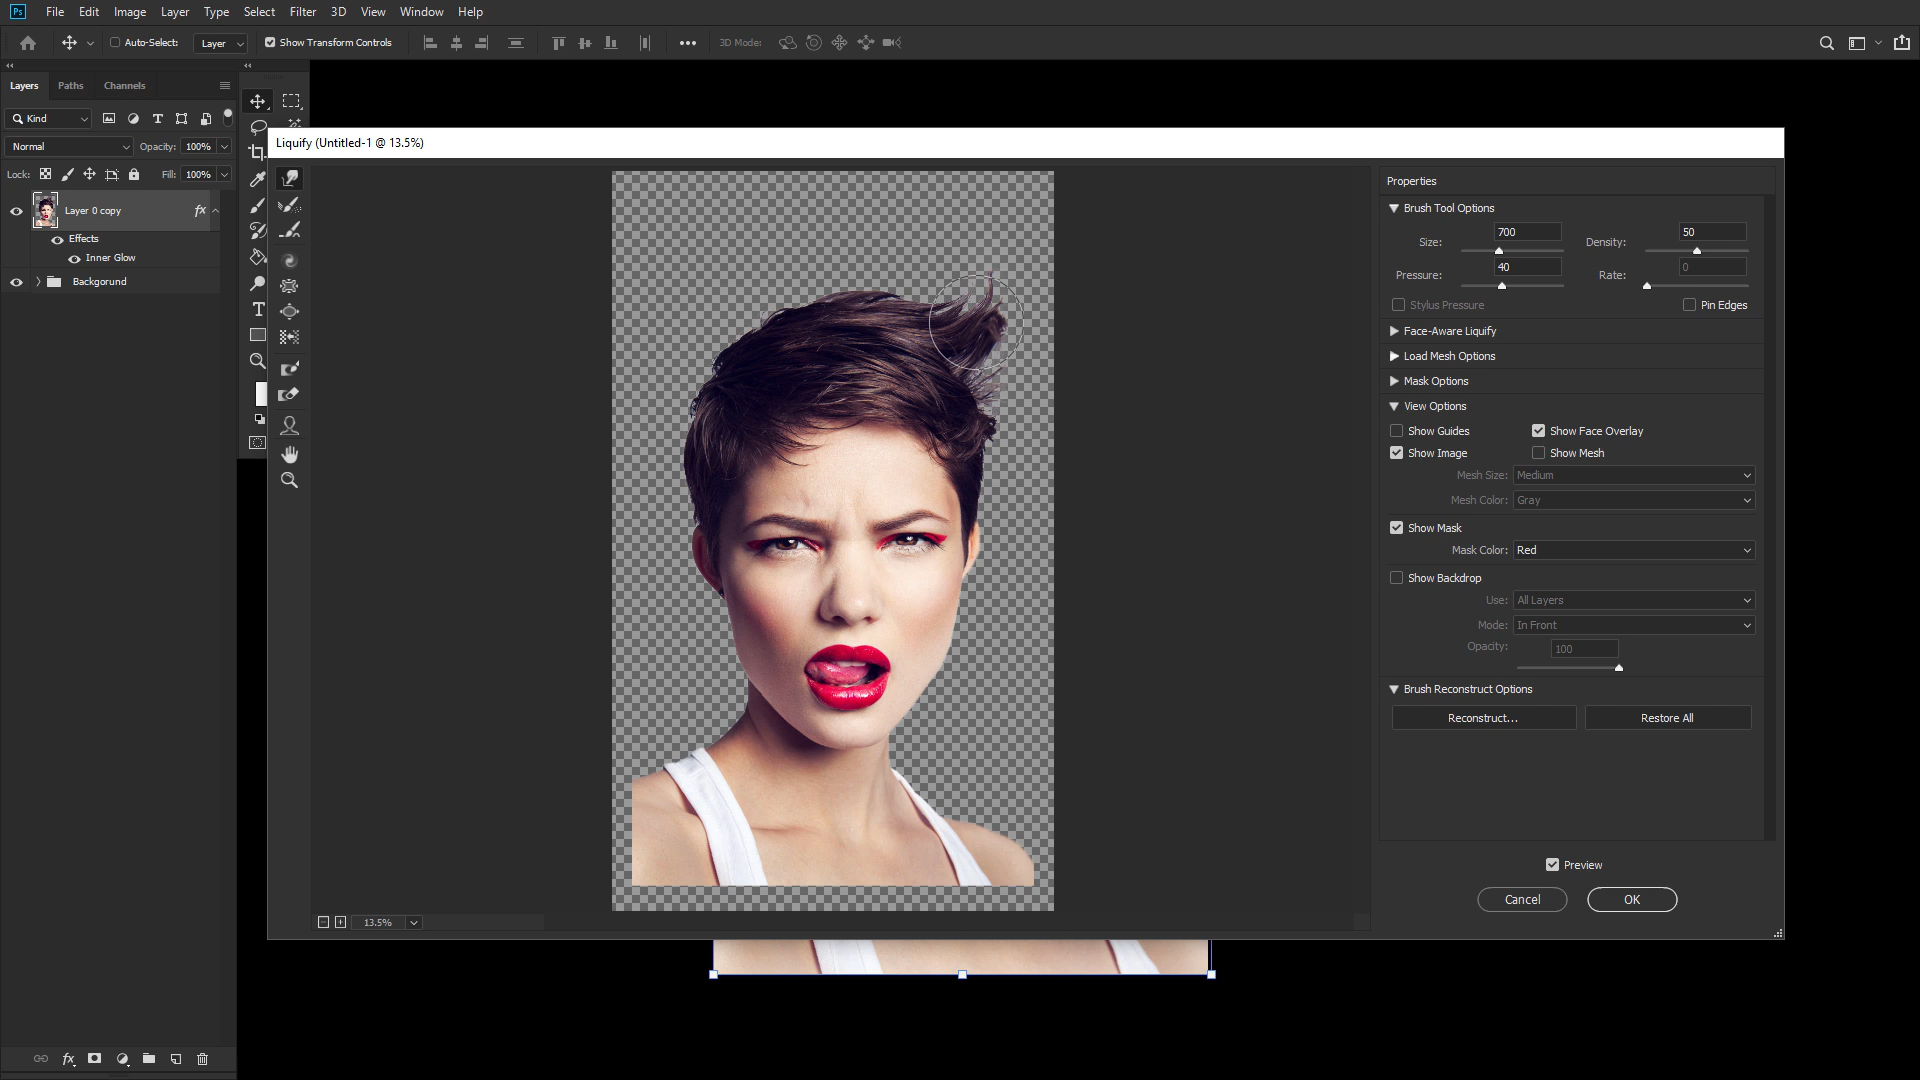 Ps File Edit Image Layer Type Select Filter 3D View Window Help
Auto-Select: Layer Show Transform Controls 3D Mode:
Layers Paths Channels
Kind
Normal Opacity: 100%
Lock: Fill: 100%
Layer 0 copy fx
Effects
Inner Glow
Backgorund
Liquify (Untitled-1 @ 13.5%)
Properties
Brush Tool Options
Size: 700 Density: 50
Pressure: 40 Rate: 0
Stylus Pressure Pin Edges
Face-Aware Liquify
Load Mesh Options
Mask Options
View Options
Show Guides Show Face Overlay
Show Image Show Mesh
Mesh Size: Medium
Mesh Color: Gray
Show Mask
Mask Color: Red
Show Backdrop
Use: All Layers
Mode: In Front
Opacity: 100
Brush Reconstruct Options
Reconstruct... Restore All
Preview
Cancel OK
13.5%
fx